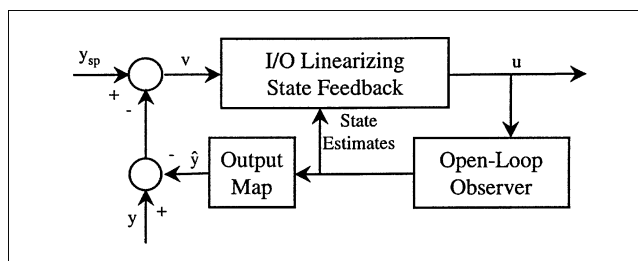 y_sp
+
-
v
I/O Linearizing
State Feedback
u
State
Estimates
-
ŷ
Output
Map
Open-Loop
Observer
y
+